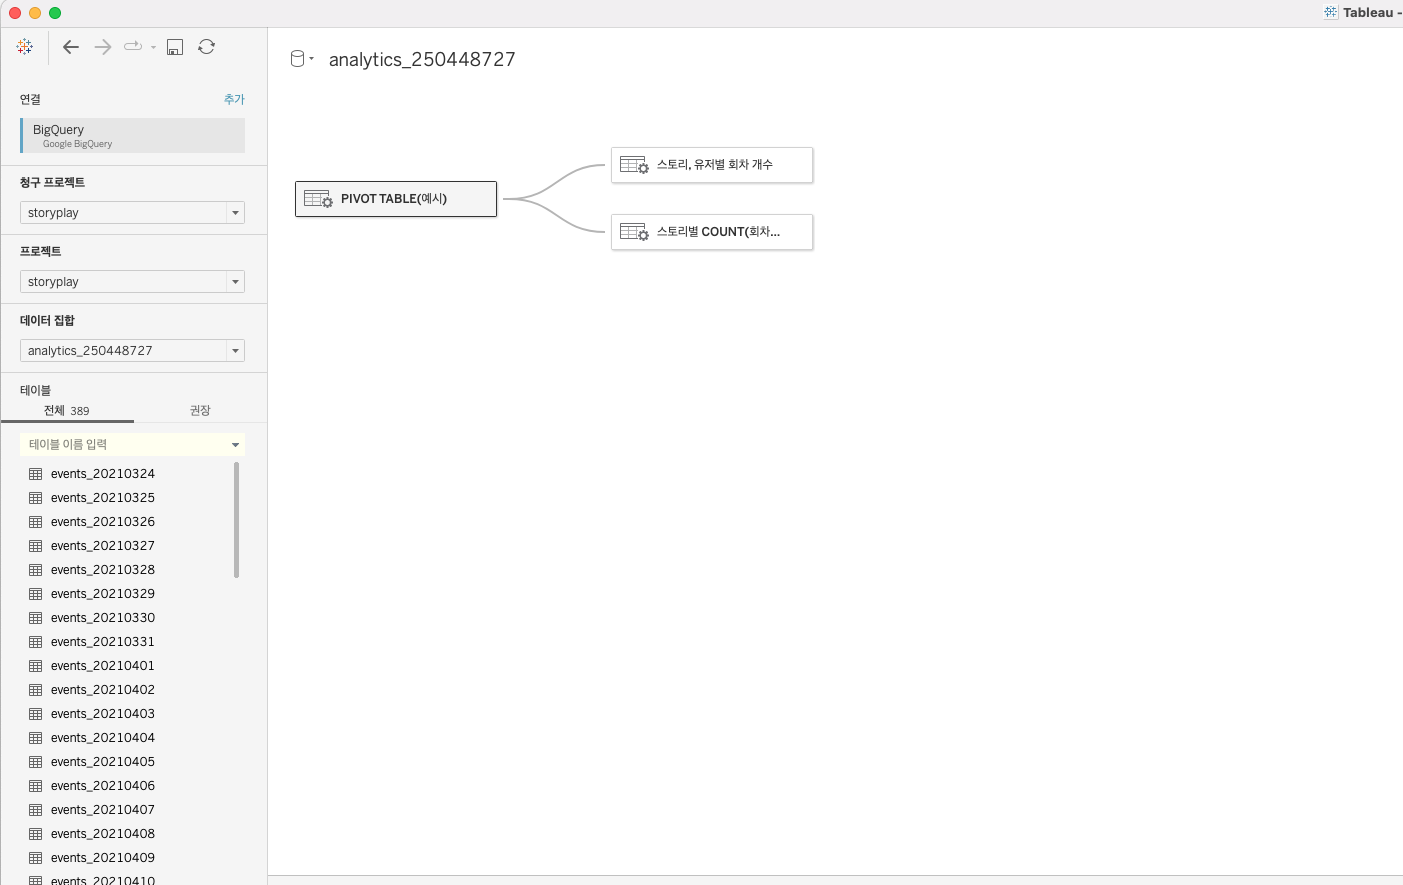 Tableau -
analytics_250448727
연결 추가
BigQuery
Google BigQuery
청구 프로젝트
storyplay
프로젝트
storyplay
데이터 집합
analytics_250448727
테이블
전체 389 권장
테이블 이름 입력
events_20210324
events_20210325
events_20210326
events_20210327
events_20210328
events_20210329
events_20210330
events_20210331
events_20210401
events_20210402
events_20210403
events_20210404
events_20210405
events_20210406
events_20210407
events_20210408
events_20210409
events_20210410
PIVOT TABLE(예시)
스토리, 유저별 회차 개수
스토리별 COUNT(회차...